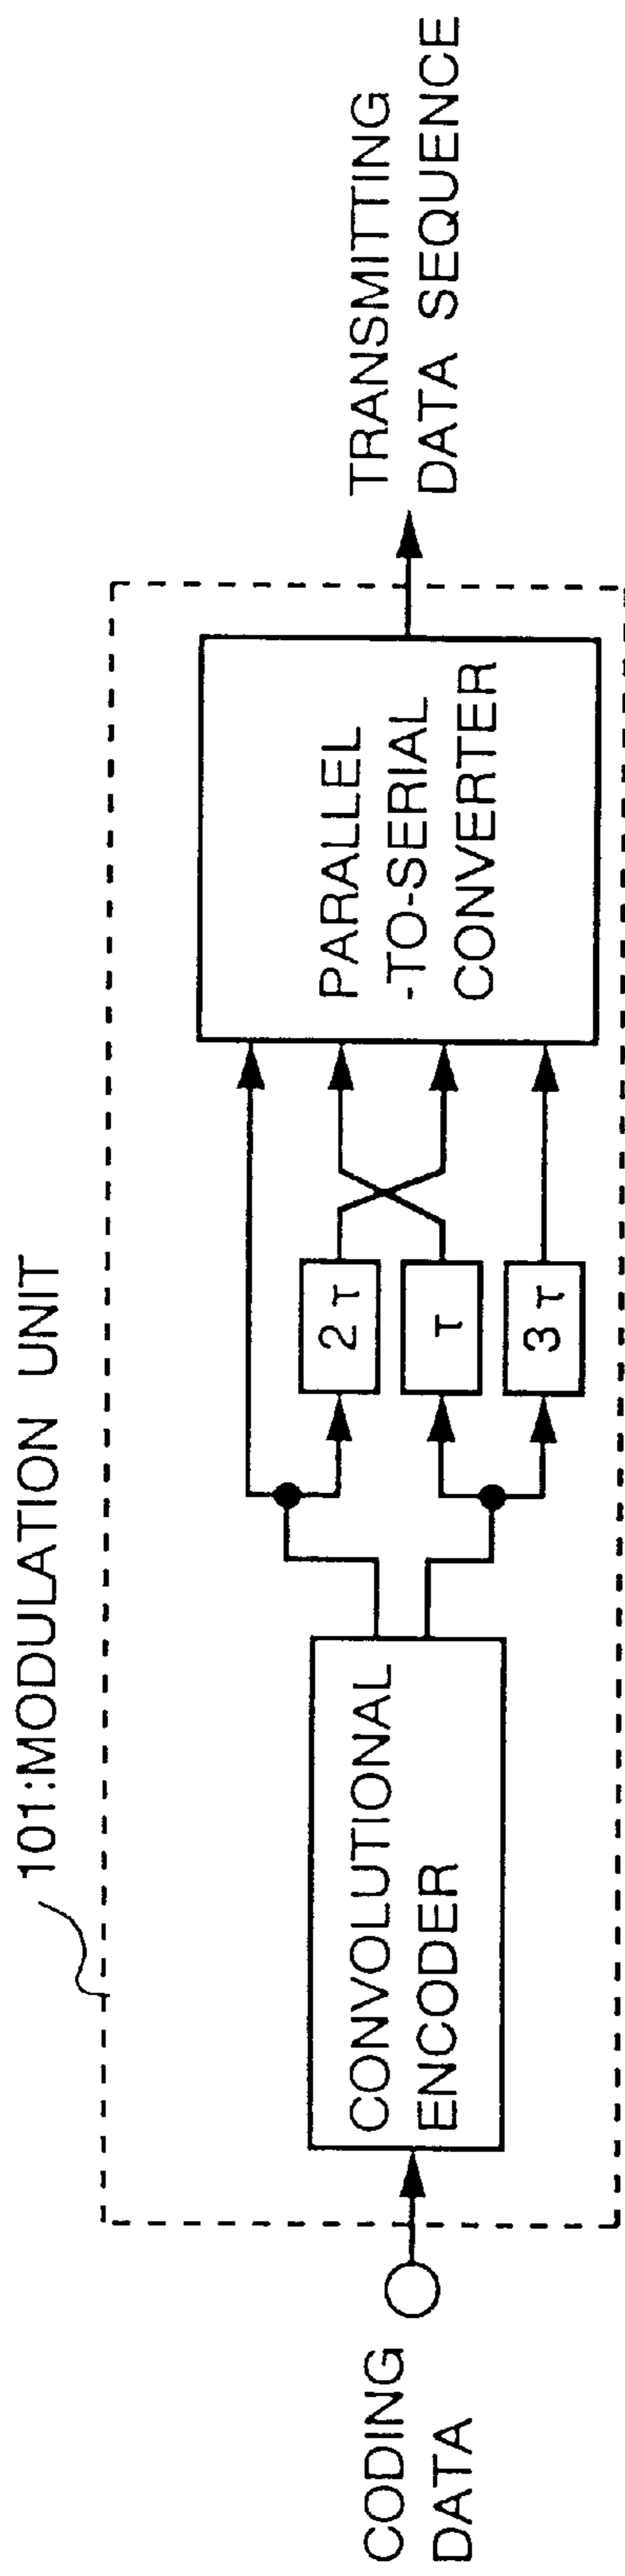 101:MODULATION UNIT
CODING
DATA
CONVOLUTIONAL
ENCODER
2τ
τ
3τ
PARALLEL
-TO-SERIAL
CONVERTER
TRANSMITTING
DATA SEQUENCE